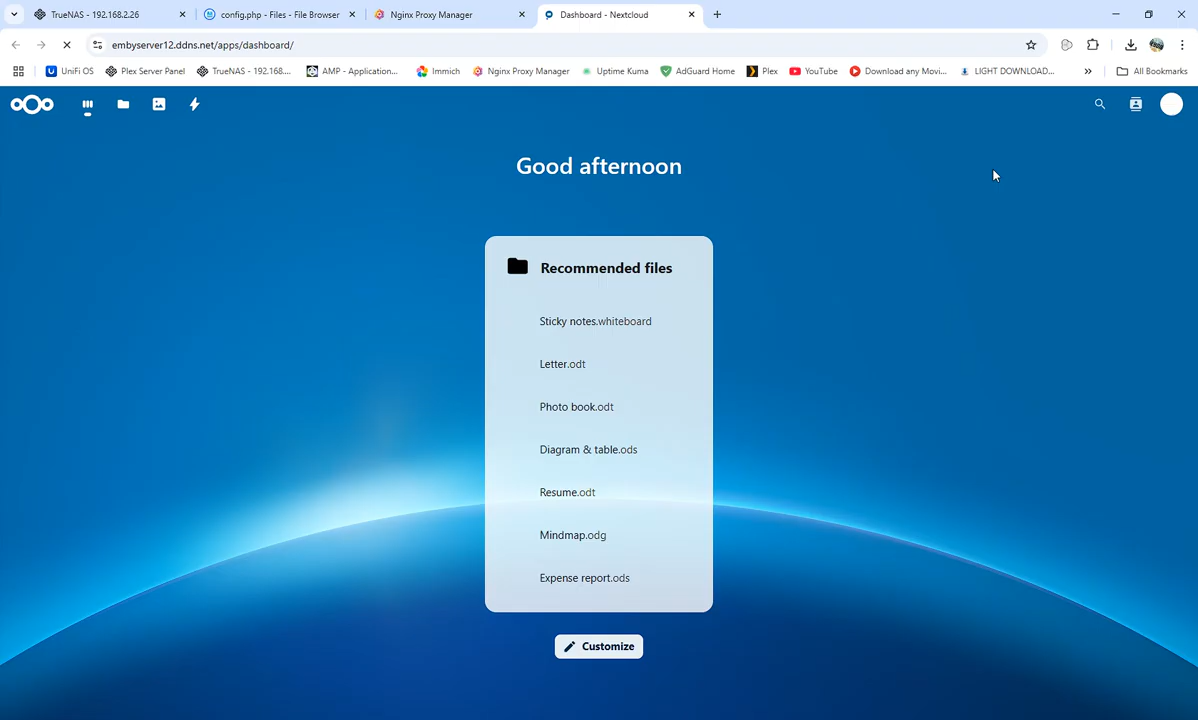 TrueNAS - 192.168.2.26
config.php - Files - File Browser
Nginx Proxy Manager
Dashboard - Nextcloud
embyserver12.ddns.net/apps/dashboard/
UniFi OS
Plex Server Panel
TrueNAS - 192.168....
AMP - Application...
Immich
Nginx Proxy Manager
Uptime Kuma
AdGuard Home
Plex
YouTube
Download any Movi...
LIGHT DOWNLOAD...
All Bookmarks
Good afternoon
Recommended files
Sticky notes.whiteboard
Letter.odt
Photo book.odt
Diagram & table.ods
Resume.odt
Mindmap.odg
Expense report.ods
Customize